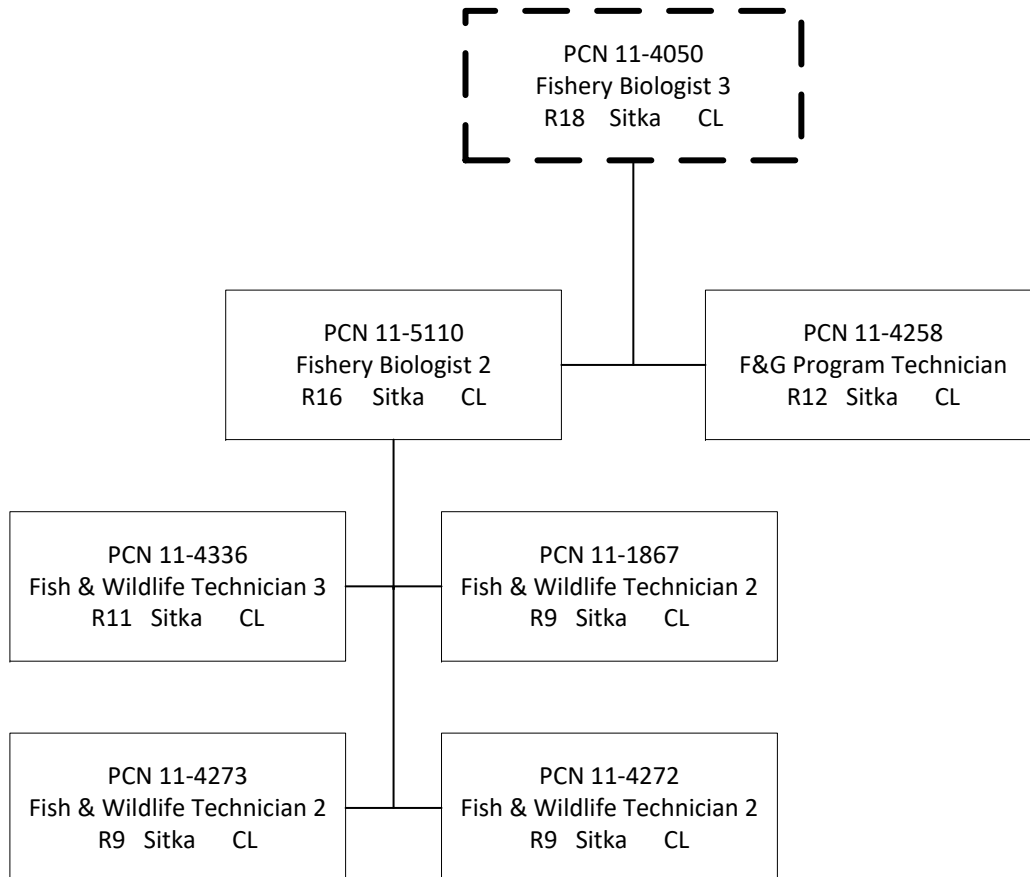 PCN 11-4050
Fishery Biologist 3
R18 Sitka CL
PCN 11-5110
Fishery Biologist 2
R16 Sitka CL
PCN 11-4258
F&G Program Technician
R12 Sitka CL
PCN 11-4336
Fish & Wildlife Technician 3
R11 Sitka CL
PCN 11-1867
Fish & Wildlife Technician 2
R9 Sitka CL
PCN 11-4273
Fish & Wildlife Technician 2
R9 Sitka CL
PCN 11-4272
Fish & Wildlife Technician 2
R9 Sitka CL